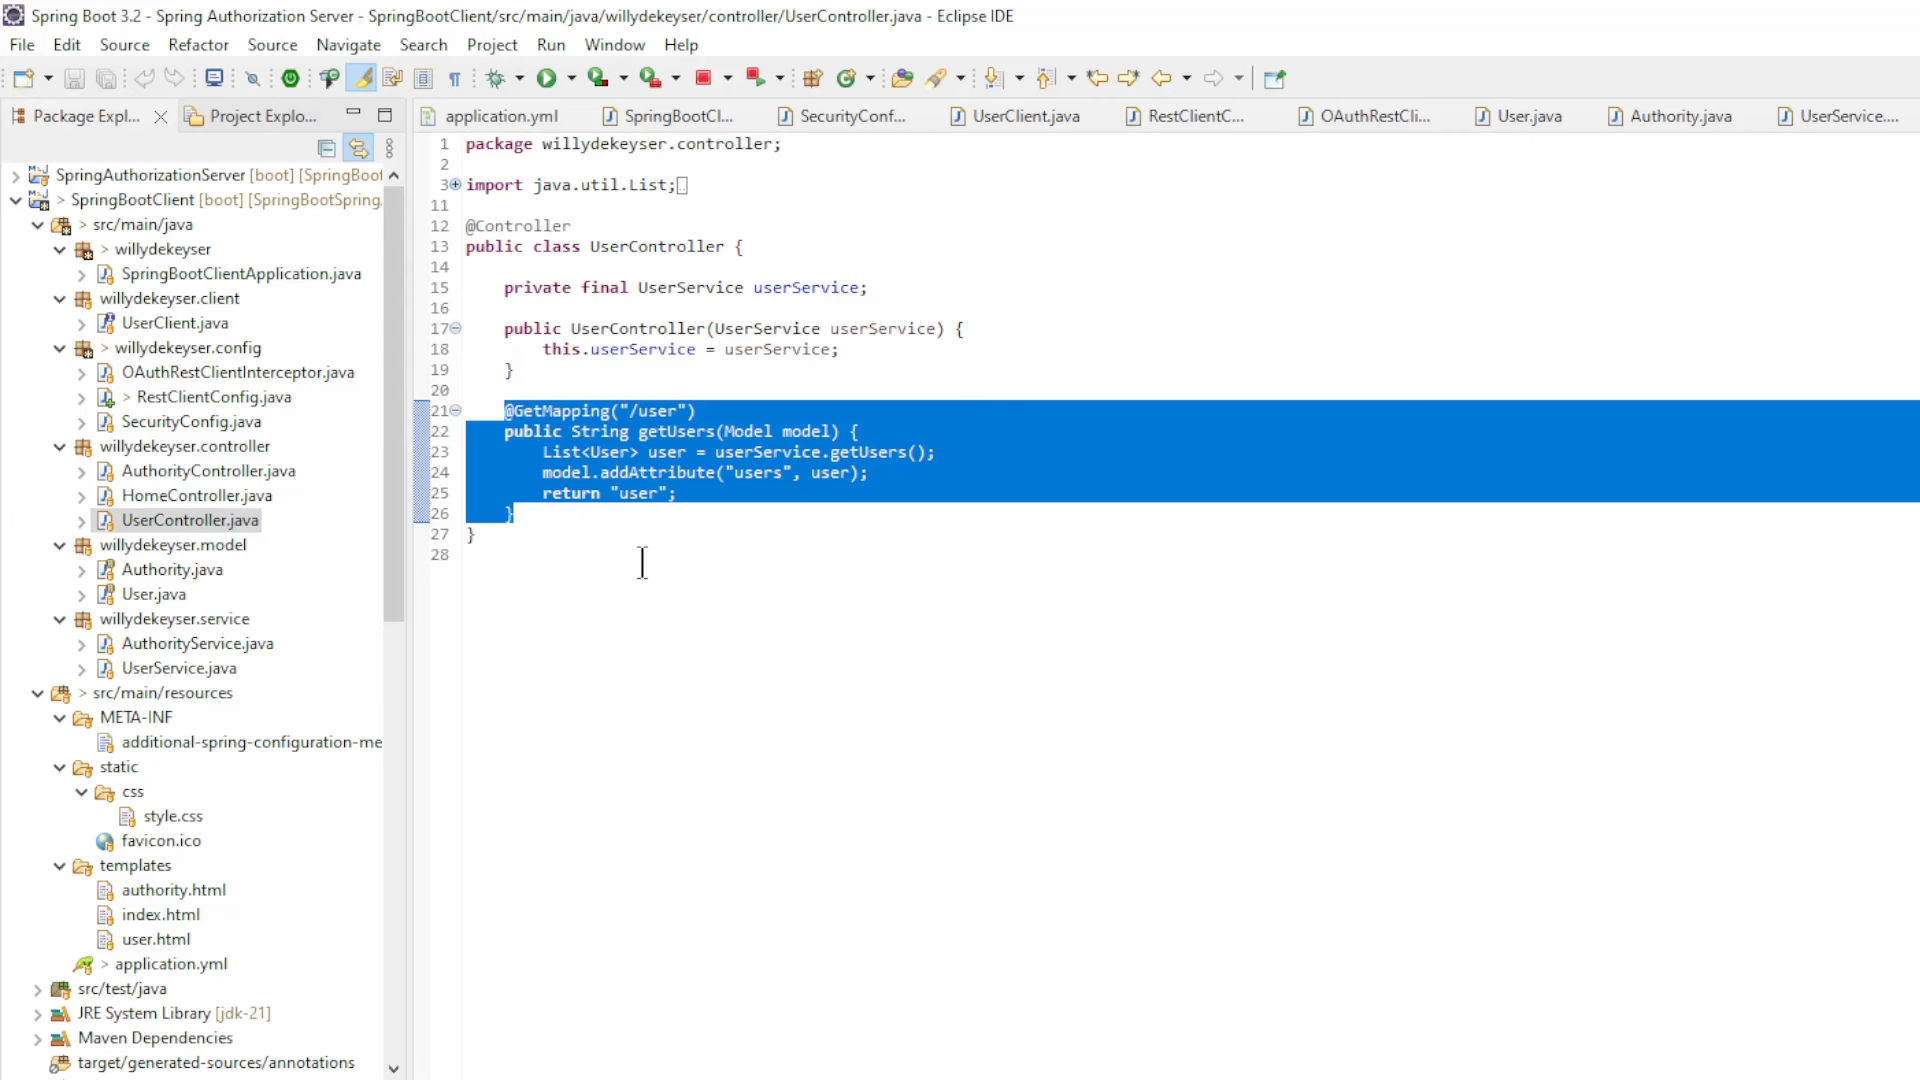 Spring Boot 3.2 - Spring Authorization Server - SpringBootClient/src/main/java/willydekeyser/controller/UserController.java - Eclipse IDE
File Edit Source Refactor Source Navigate Search Project Run Window Help
Package Expl... Project Explo...
application.yml SpringBootCl... SecurityConf... UserClient.java RestClientC... OAuthRestCli... User.java Authority.java UserService....
> SpringAuthorizationServer [boot] [SpringBoot
> SpringBootClient [boot] [SpringBootSpring
> src/main/java
> willydekeyser
SpringBootClientApplication.java
willydekeyser.client
UserClient.java
> willydekeyser.config
OAuthRestClientInterceptor.java
> RestClientConfig.java
SecurityConfig.java
willydekeyser.controller
AuthorityController.java
HomeController.java
UserController.java
willydekeyser.model
Authority.java
User.java
willydekeyser.service
AuthorityService.java
UserService.java
> src/main/resources
META-INF
additional-spring-configuration-me
static
css
style.css
favicon.ico
templates
authority.html
index.html
user.html
> application.yml
src/test/java
JRE System Library [jdk-21]
Maven Dependencies
target/generated-sources/annotations
1 package willydekeyser.controller;
2
3 import java.util.List;
11
12 @Controller
13 public class UserController {
14
15 private final UserService userService;
16
17 public UserController(UserService userService) {
18 this.userService = userService;
19 }
20
21 @GetMapping("/user")
22 public String getUsers(Model model) {
23 List<User> user = userService.getUsers();
24 model.addAttribute("users", user);
25 return "user";
26 }
27 }
28